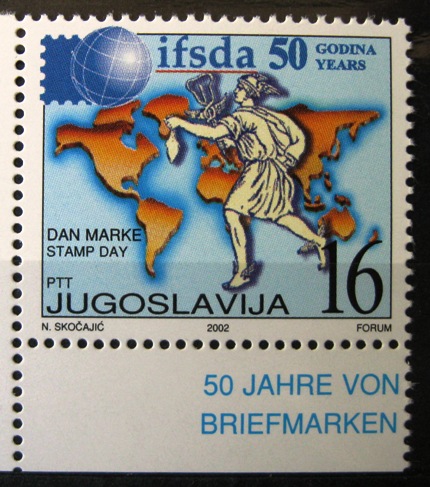 ifsda 50 GODINA
YEARS
DAN MARKE
STAMP DAY
PTT
JUGOSLAVIJA 16
N. SKOČAJIĆ 2002 FORUM
50 JAHRE VON
BRIEFMARKEN